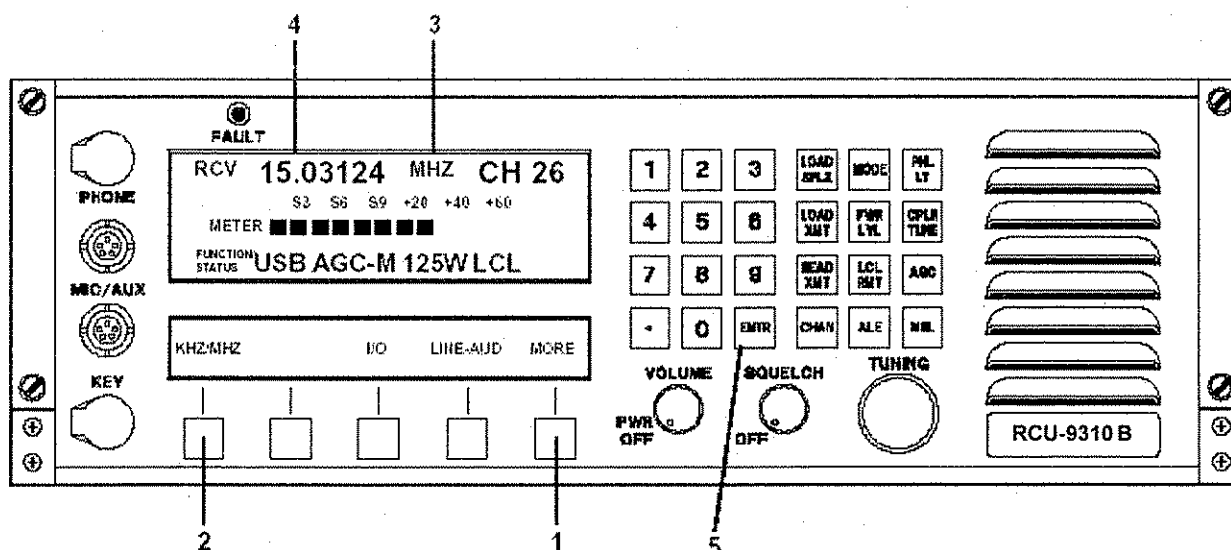 4 3
FAULT
PHONE
MIC/AUX
KEY
RCV 15.03124 MHZ CH 26
S3 S6 S9 +20 +40 +60
METER
FUNCTION
STATUS
USB AGC-M 125W LCL
KHZ/MHZ I/O LINE-AUD MORE
1 2 3 LOAD MODE
4 5 6 LOAD XMT PWR LVL CPLR TUNE
7 8 9 READ XMT LCL RMT AGC
. 0 ENTR CHAN ALE
VOLUME SQUELCH TUNING
PWR OFF OFF
RCU-9310 B
2 1 5